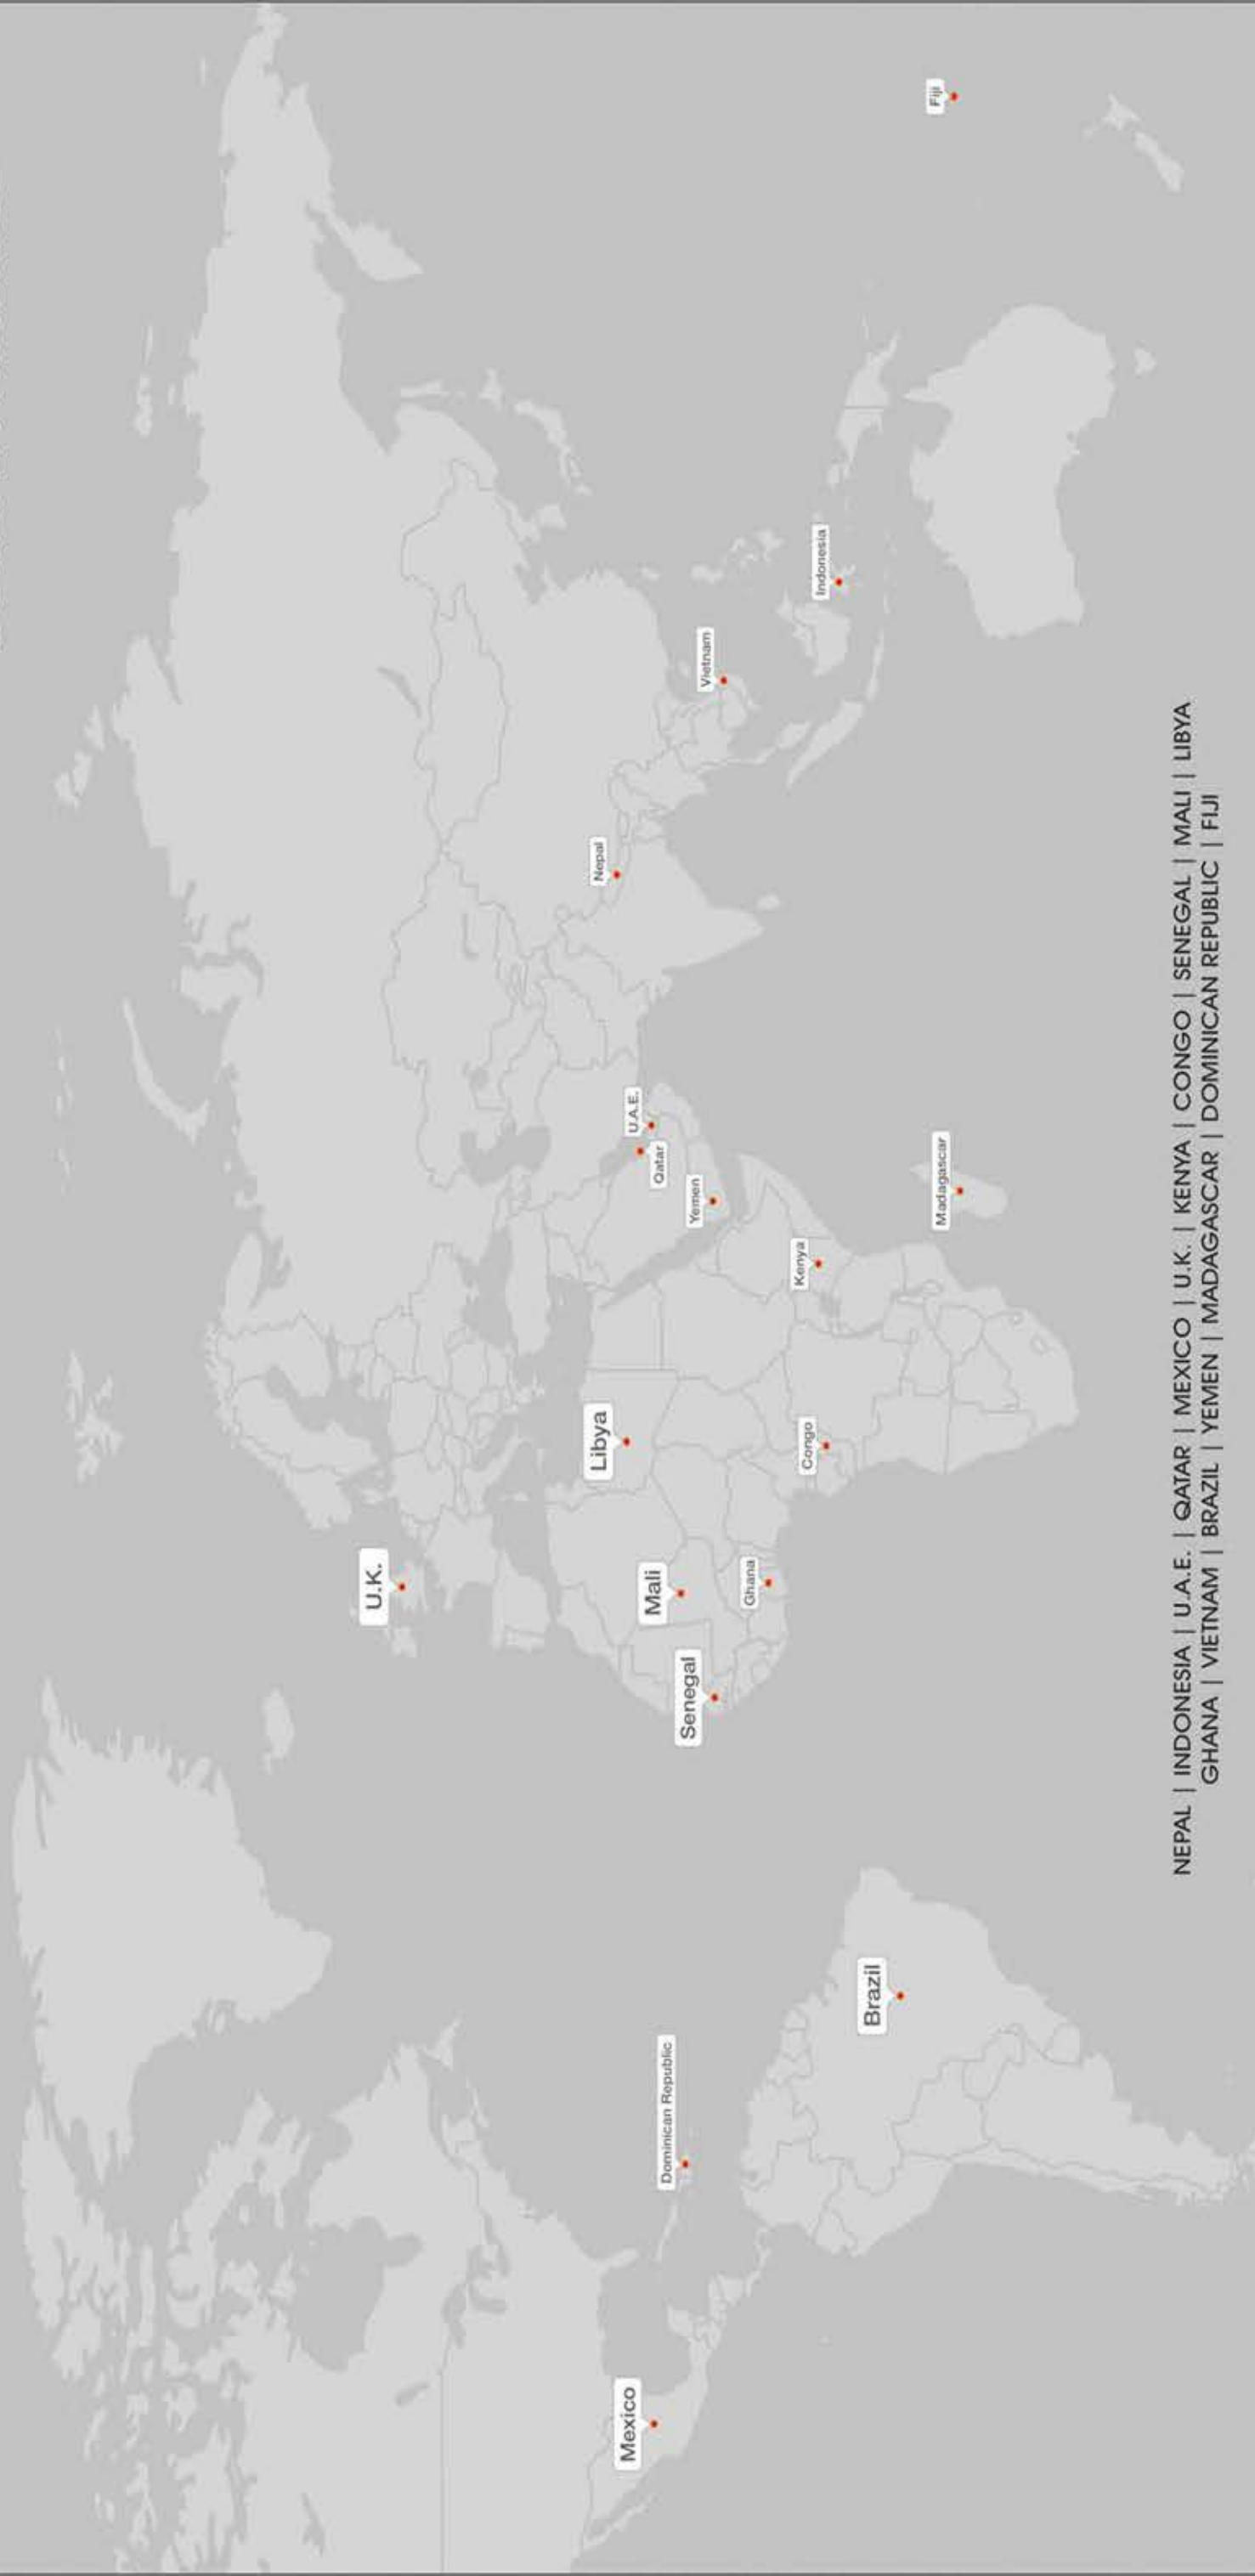 Fiji
Indonesia
Vietnam
Nepal
U.A.E.
Qatar
Yemen
Madagascar
Kenya
Libya
Congo
U.K.
Mali
Ghana
Senegal
Brazil
Dominican Republic
Mexico
NEPAL | INDONESIA | U.A.E. | QATAR | MEXICO | U.K. | KENYA | CONGO | SENEGAL | MALI | LIBYA
GHANA | VIETNAM | BRAZIL | YEMEN | MADAGASCAR | DOMINICAN REPUBLIC | FIJI